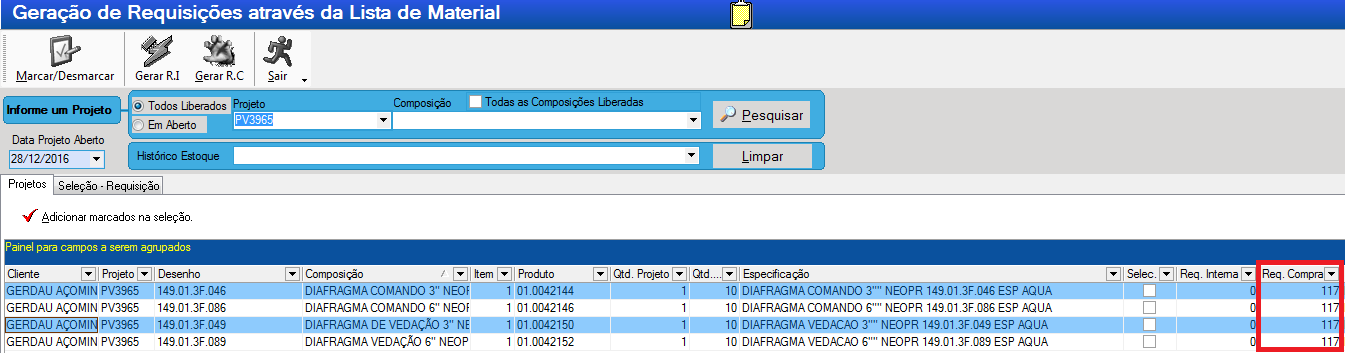 Geração de Requisições através da Lista de Material
Marcar/Desmarcar Gerar R.I Gerar R.C Sair
Informe um Projeto Todos Liberados Projeto Composição Todas as Composições Liberadas
Em Aberto PV3965 Pesquisar
Data Projeto Aberto
28/12/2016 Histórico Estoque Limpar
Projetos Seleção - Requisição
Adicionar marcados na seleção.
Painel para campos a serem agrupados
Cliente Projeto Desenho Composição / Item Produto Qtd. Projeto Qtd.... Especificação Selec. Req. Interna Req. Compra
GERDAU AÇOMIN PV3965 149.01.3F.046 DIAFRAGMA COMANDO 3" NEOF 1 01.0042144 1 10 DIAFRAGMA COMANDO 3"" NEOPR 149.01.3F.046 ESP AQUA 0 117
GERDAU AÇOMIN PV3965 149.01.3F.086 DIAFRAGMA COMANDO 6" NEOF 1 01.0042146 1 10 DIAFRAGMA COMANDO 6"" NEOPR 149.01.3F.086 ESP AQUA 0 117
GERDAU AÇOMIN PV3965 149.01.3F.049 DIAFRAGMA DE VEDAÇÃO 3" NE 1 01.0042150 1 10 DIAFRAGMA VEDACAO 3"" NEOPR 149.01.3F.049 ESP AQUA 0 117
GERDAU AÇOMIN PV3965 149.01.3F.089 DIAFRAGMA VEDAÇÃO 6" NEOP 1 01.0042152 1 10 DIAFRAGMA VEDACAO 6"" NEOPR 149.01.3F.089 ESP AQUA 0 117